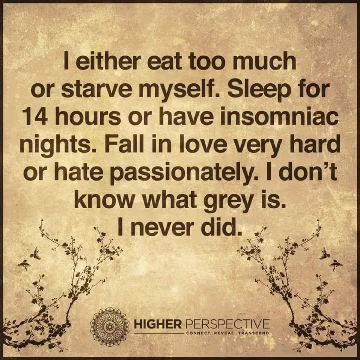 I either eat too much
or starve myself. Sleep for
14 hours or have insomniac
nights. Fall in love very hard
or hate passionately. I don't
know what grey is.
I never did.
HIGHER PERSPECTIVE
CONNECT. REVEAL. TRANSCEND